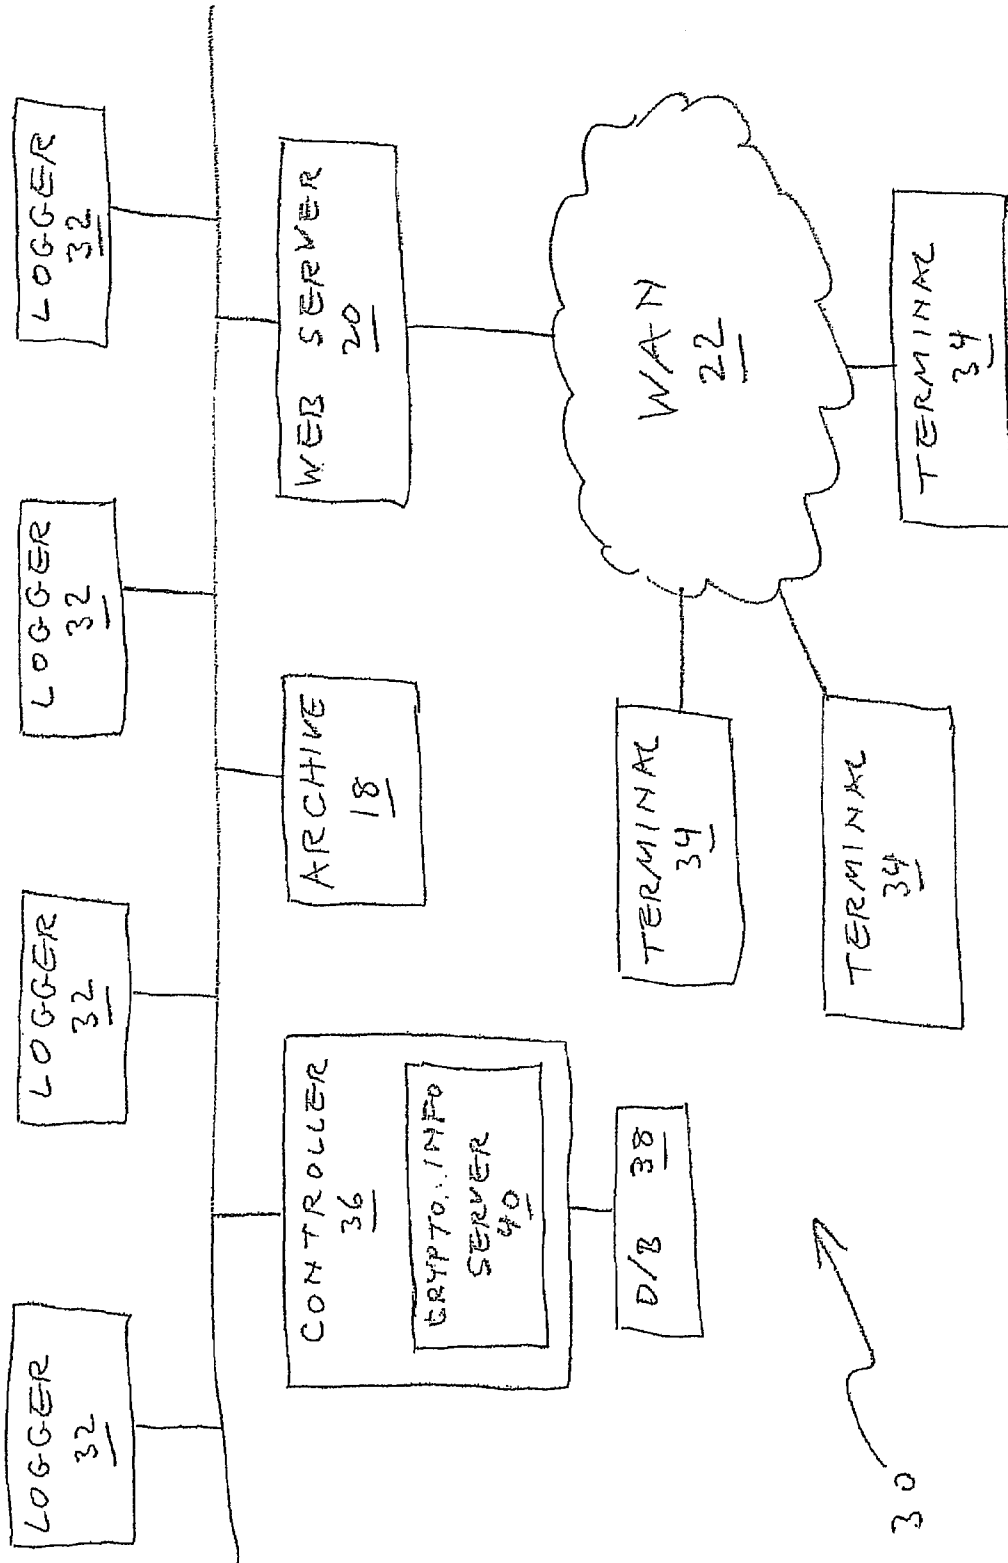 LOGGER
32
LOGGER
32
LOGGER
32
LOGGER
32
CONTROLLER
36
CRYPTO. INFO
SERVER
40
D/B 38
ARCHIVE
18
WEB SERVER
20
WAN
22
TERMINAL
34
TERMINAL
34
TERMINAL
34
30